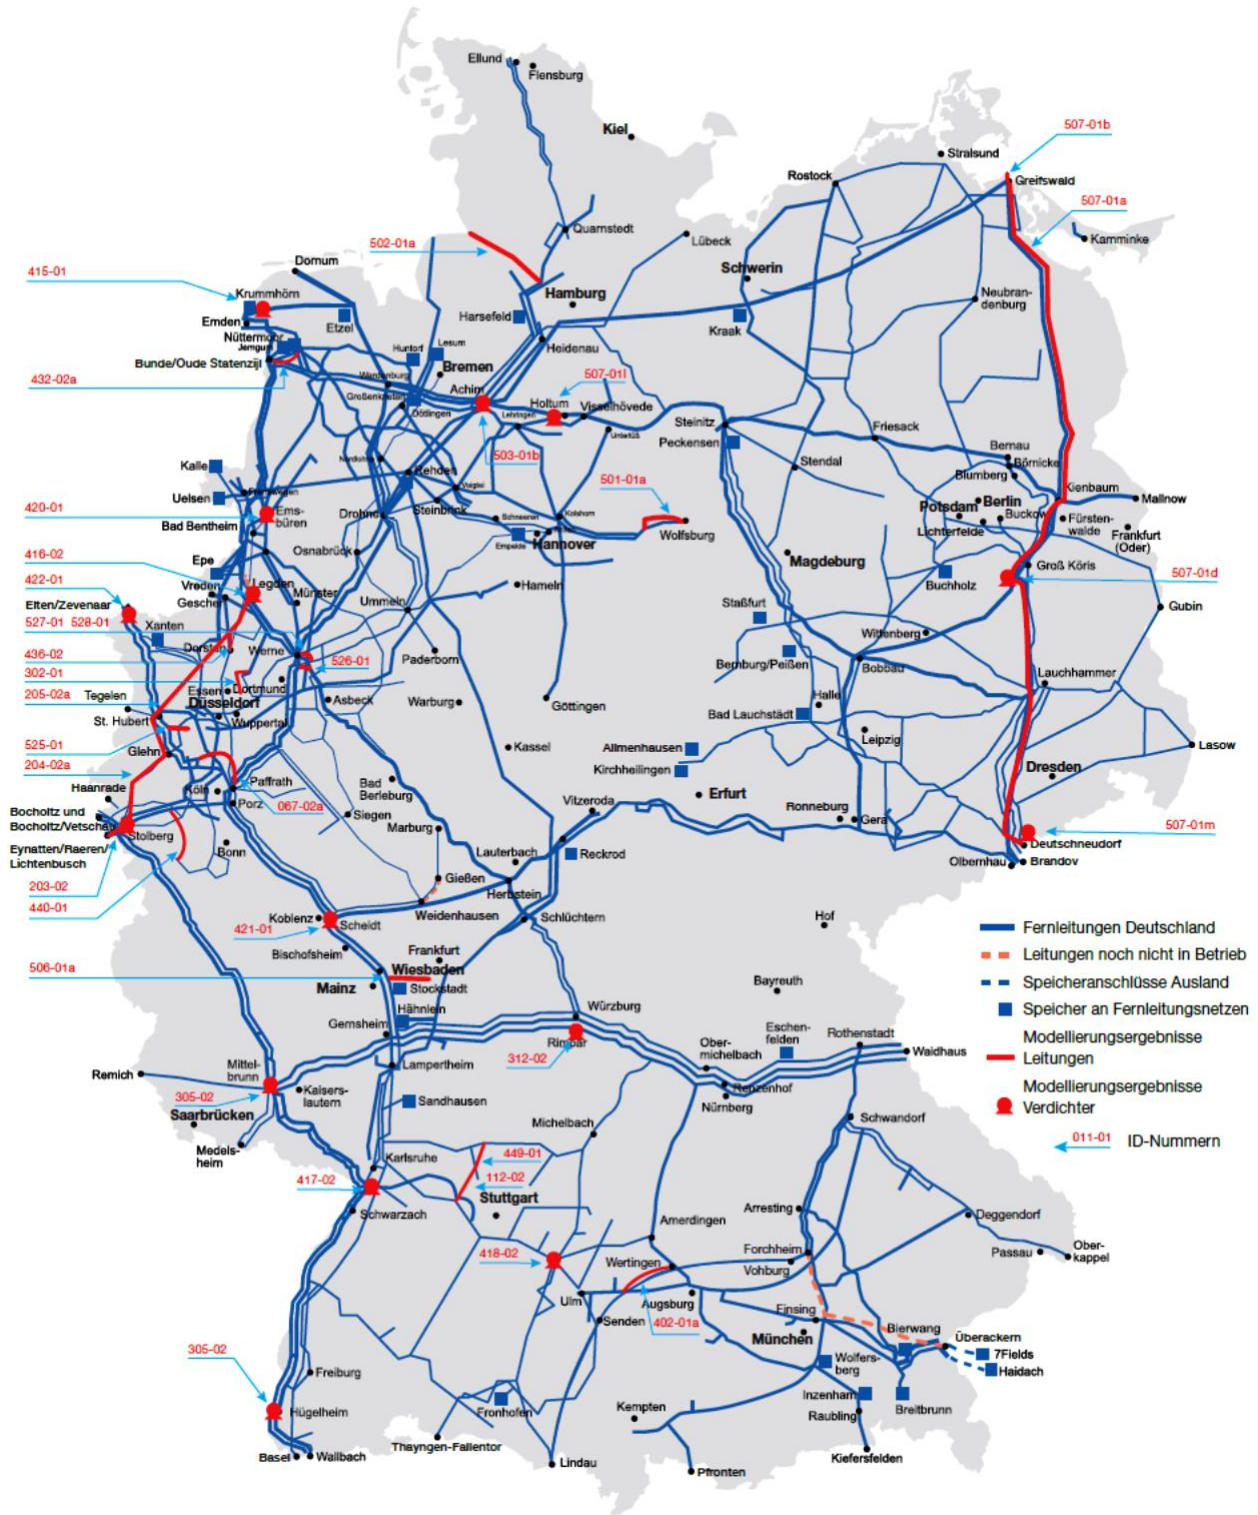 Ellund
Flensburg
Kiel
507-01b
Stralsund
Rostock
Greifswald
507-01a
Kamminke
Quarnstedt
502-01a
Lübeck
Schwerin
415-01
Dornum
Krummhörn
Hamburg
Neubran-
denburg
Emden
Etzel
Harsefeld
Kraak
Nüttermoor
Jemgum
Huntorf
Lesum
Heidenau
Bunde/Oude Statenzijl
Bremen
432-02a
Wardenburg
Achim
507-01l
Großenkneten
Dötlingen
Lehringen
Holtum
Visselhövede
Steinitz
Peckensen
Friesack
Unterlüß
Bernau
Börnicke
Blumberg
Kalle
Nordlohne
Rehden
503-01b
Stendal
Uelsen
Frensdorf
Voigtei
501-01a
Kienbaum
Mallnow
420-01
Ems-
büren
Drohne
Steinbrink
Schneeren
Kolshorn
Potsdam
Berlin
Buckow
Fürsten-
walde
Bad Bentheim
Lichterfelde
Frankfurt
(Oder)
Osnabrück
Empelde
Hannover
Wolfsburg
416-02
Epe
Magdeburg
Groß Köris
422-01
Vreden
Legden
Münster
Hameln
Buchholz
507-01d
Elten/Zevenaar
Gescher
Ummeln
Staßfurt
Gubin
527-01
528-01
Xanten
436-02
Dorsten
Werne
526-01
Paderborn
Wittenberg
302-01
Bernburg/Peißen
Bobbau
205-02a
Tegelen
Essen
Dortmund
Lauchhammer
St. Hubert
Düsseldorf
Asbeck
Warburg
Göttingen
Halle
Wuppertal
Bad Lauchstädt
525-01
Glehn
Kassel
Allmenhausen
Leipzig
Lasow
204-02a
Kirchheilingen
Haanrade
Köln
Paffrath
Bad
Berleburg
Dresden
Porz
067-02a
Vitzeroda
Erfurt
Bocholtz und
Bocholtz/Vetschau
Stolberg
Siegen
Marburg
Ronneburg
Gera
507-01m
Eynatten/Raeren/
Lichtenbusch
Bonn
Lauterbach
Reckrod
Deutschneudorf
Olbernhau
Brandov
203-02
Gießen
Herbstein
440-01
Koblenz
Scheidt
Weidenhausen
Schlüchtern
Hof
421-01
Bischofsheim
Frankfurt
506-01a
Wiesbaden
Mainz
Stockstadt
Bayreuth
Hähnlein
Gernsheim
Würzburg
Eschen-
felden
Rothenstadt
Rimpar
Ober-
michelbach
Waidhaus
312-02
Mittel-
brunn
Lampertheim
Remich
Kaisers-
lautern
Renzenhof
Nürnberg
305-02
Sandhausen
Saarbrücken
Schwandorf
Medels-
heim
Michelbach
Karlsruhe
449-01
417-02
112-02
Stuttgart
Schwarzach
Arresting
Deggendorf
Amerdingen
418-02
Wertingen
Forchheim
Vohburg
Passau
Ober-
kappel
Ulm
Augsburg
Senden
402-01a
Finsing
München
Bierwang
Überackern
7Fields
Haidach
305-02
Freiburg
Wolfers-
berg
Hügelheim
Fronhofen
Kempten
Inzenham
Breitbrunn
Raubling
Basel
Wallbach
Thayngen-Fallentor
Lindau
Pfronten
Kiefersfelden
Fernleitungen Deutschland
Leitungen noch nicht in Betrieb
Speicheranschlüsse Ausland
Speicher an Fernleitungsnetzen
Modellierungsergebnisse
Leitungen
Modellierungsergebnisse
Verdichter
011-01
ID-Nummern